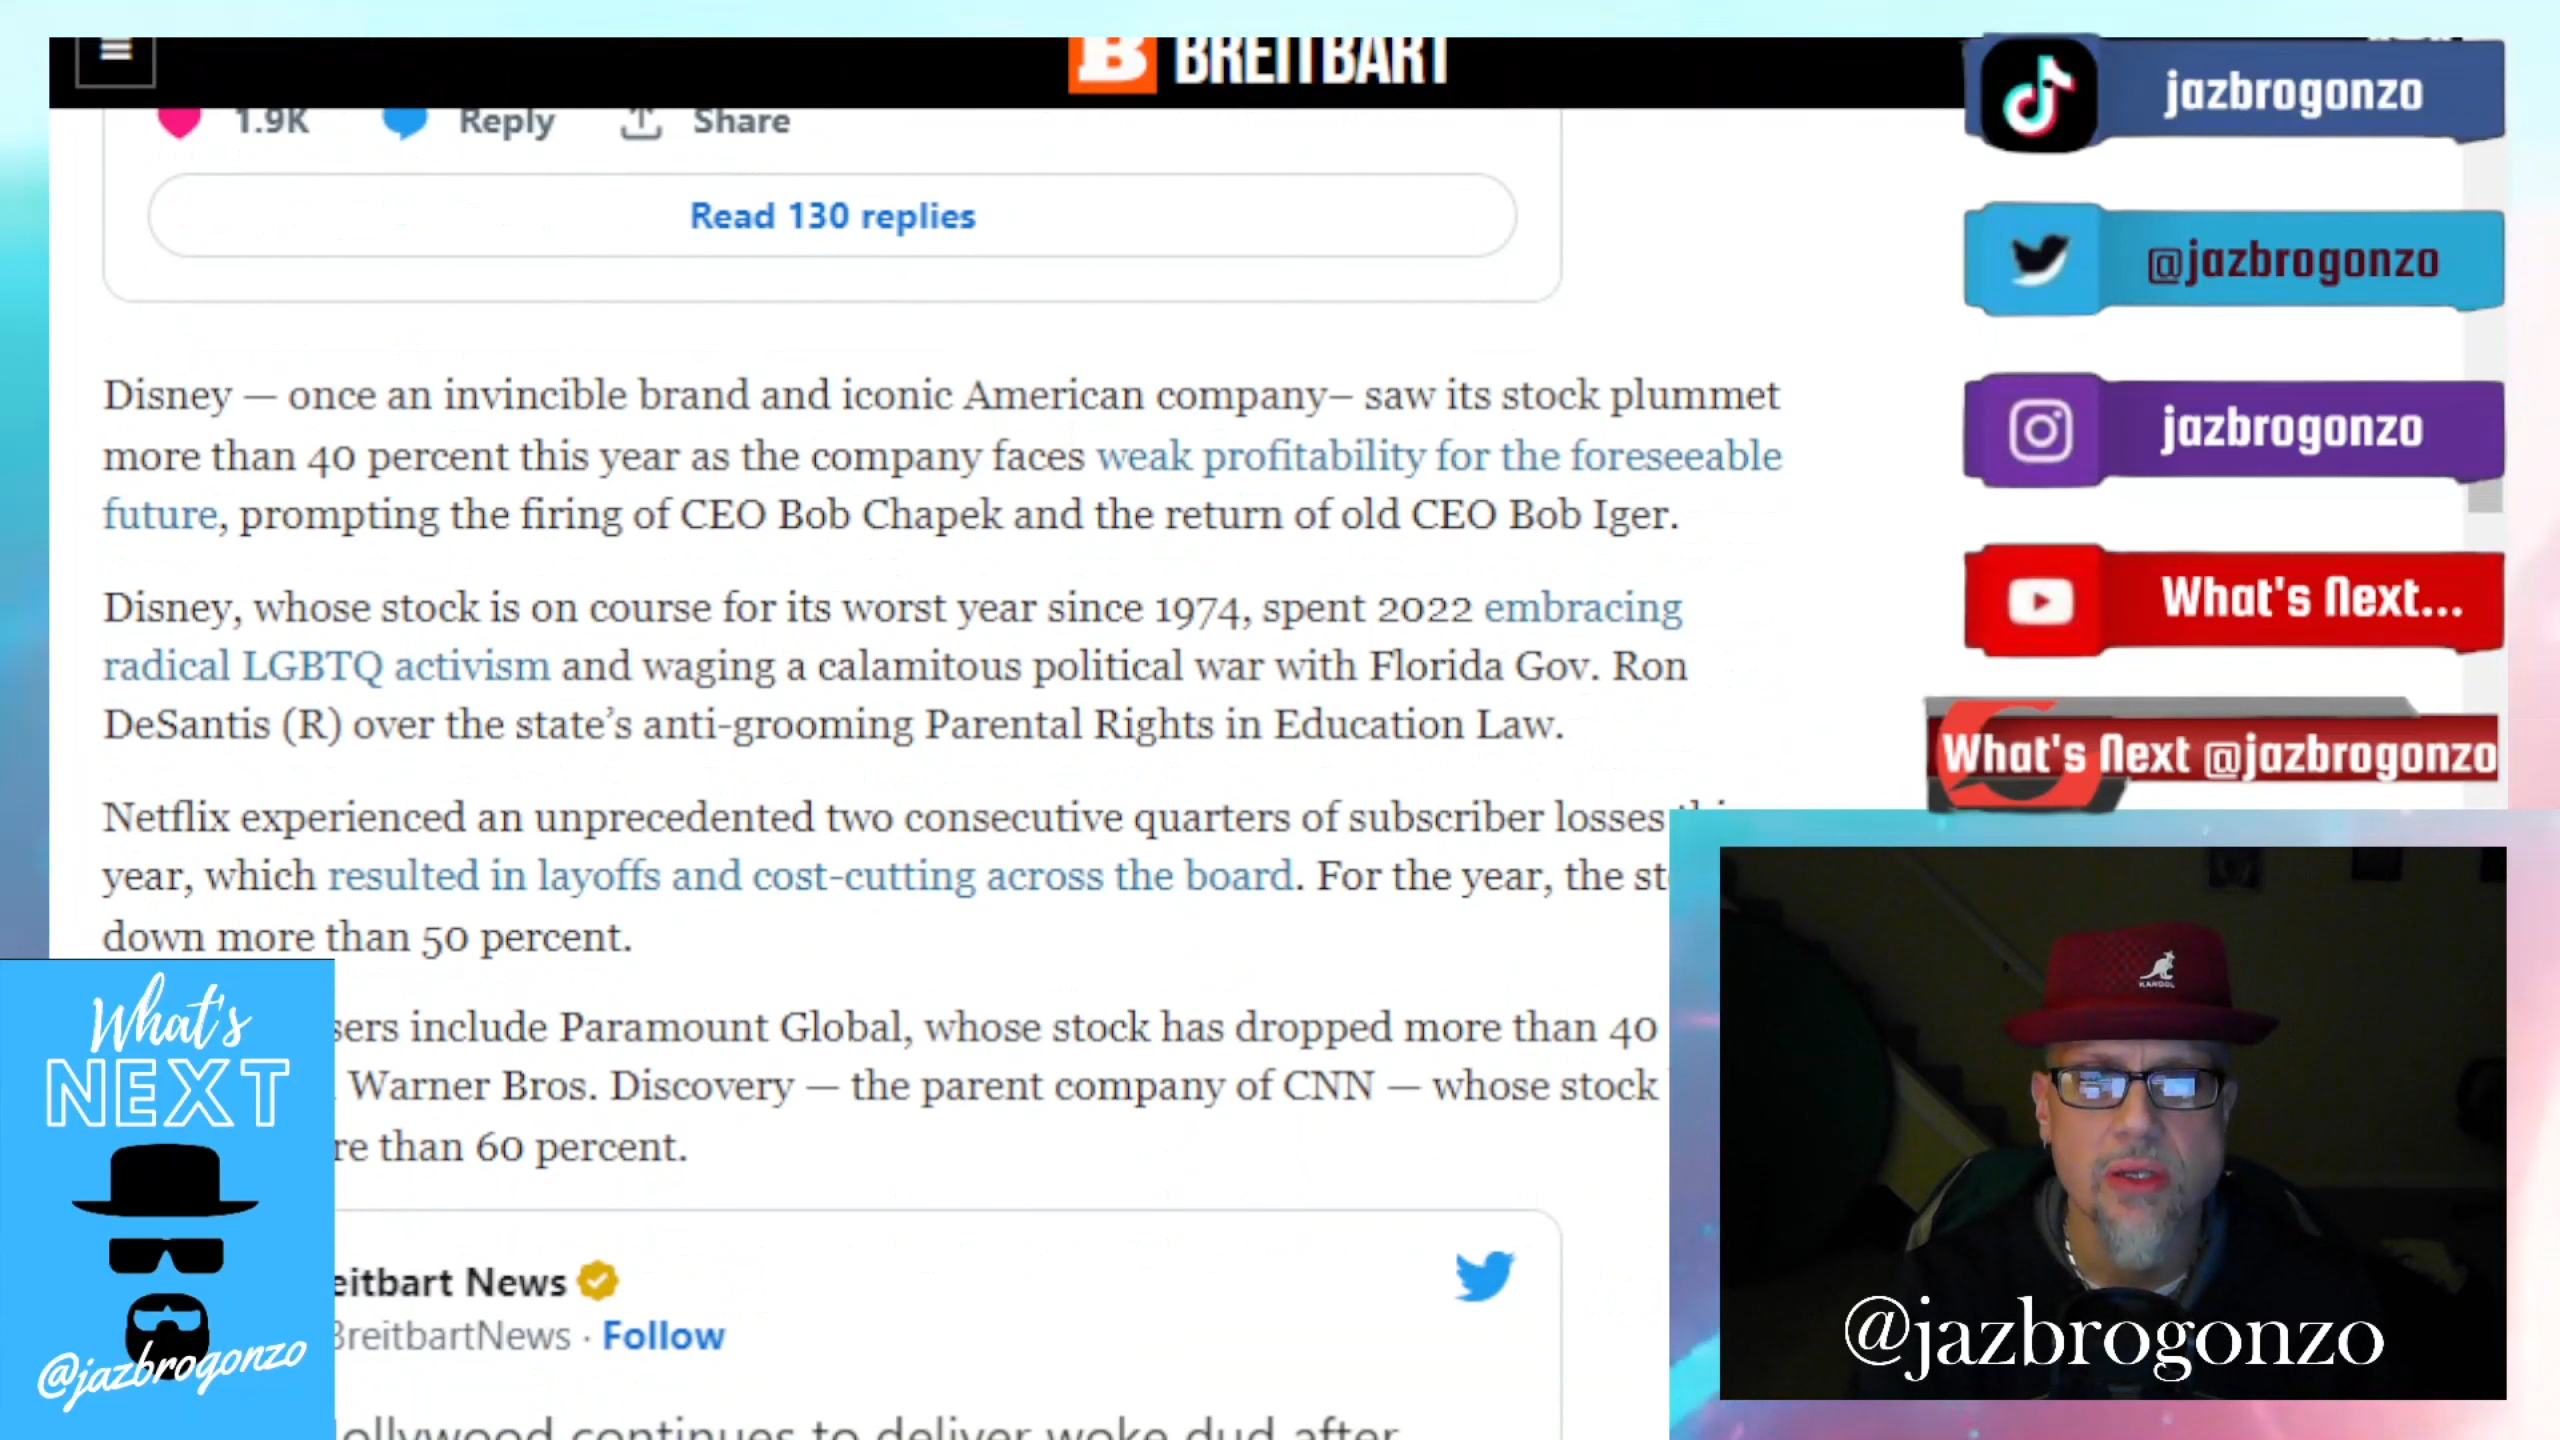 BREITBART
1.9K Reply Share
Read 130 replies
Disney — once an invincible brand and iconic American company– saw its stock plummet
more than 40 percent this year as the company faces weak profitability for the foreseeable
future, prompting the firing of CEO Bob Chapek and the return of old CEO Bob Iger.
Disney, whose stock is on course for its worst year since 1974, spent 2022 embracing
radical LGBTQ activism and waging a calamitous political war with Florida Gov. Ron
DeSantis (R) over the state’s anti-grooming Parental Rights in Education Law.
Netflix experienced an unprecedented two consecutive quarters of subscriber losses
year, which resulted in layoffs and cost-cutting across the board. For the year, the
down more than 50 percent.
include Paramount Global, whose stock has dropped more than 40
Warner Bros. Discovery — the parent company of CNN — whose stock
than 60 percent.
News
· Follow
continues to deliver woke dud after
jazbrogonzo
@jazbrogonzo
jazbrogonzo
What's Next...
What's Next @jazbrogonzo
What's
NEXT
@jazbrogonzo
KANGOL
@jazbrogonzo